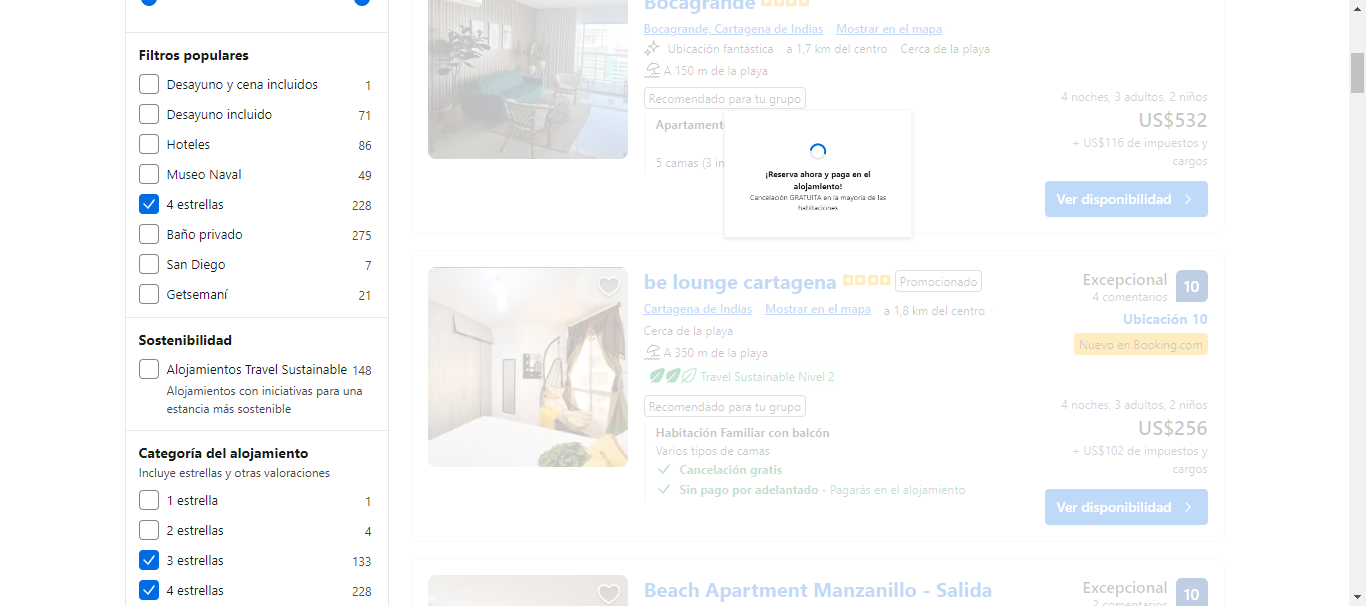 Filtros populares
Desayuno y cena incluidos 1
Desayuno incluido 71
Hoteles 86
Museo Naval 49
4 estrellas 228
Baño privado 275
San Diego 7
Getsemaní 21
Sostenibilidad
Alojamientos Travel Sustainable 148
Alojamientos con iniciativas para una
estancia más sostenible
Categoría del alojamiento
Incluye estrellas y otras valoraciones
1 estrella 1
2 estrellas 4
3 estrellas 133
4 estrellas 228
Bocagrande
Bocagrande, Cartagena de Indias Mostrar en el mapa
Ubicación fantástica a 1,7 km del centro Cerca de la playa
A 150 m de la playa
Recomendado para tu grupo
Apartament
5 camas (3 in
4 noches, 3 adultos, 2 niños
US$532
+ US$116 de impuestos y
cargos
Ver disponibilidad
¡Reserva ahora y paga en el
alojamiento!
Cancelación GRATUITA en la mayoría de las
habitaciones
be lounge cartagena Promocionado
Cartagena de Indias Mostrar en el mapa a 1,8 km del centro
Cerca de la playa
A 350 m de la playa
Travel Sustainable Nivel 2
Recomendado para tu grupo
Habitación Familiar con balcón
Varios tipos de camas
Cancelación gratis
Sin pago por adelantado - Pagarás en el alojamiento
Excepcional 10
4 comentarios
Ubicación 10
Nuevo en Booking.com
4 noches, 3 adultos, 2 niños
US$256
+ US$102 de impuestos y
cargos
Ver disponibilidad
Beach Apartment Manzanillo - Salida
Excepcional 10
2 comentarios